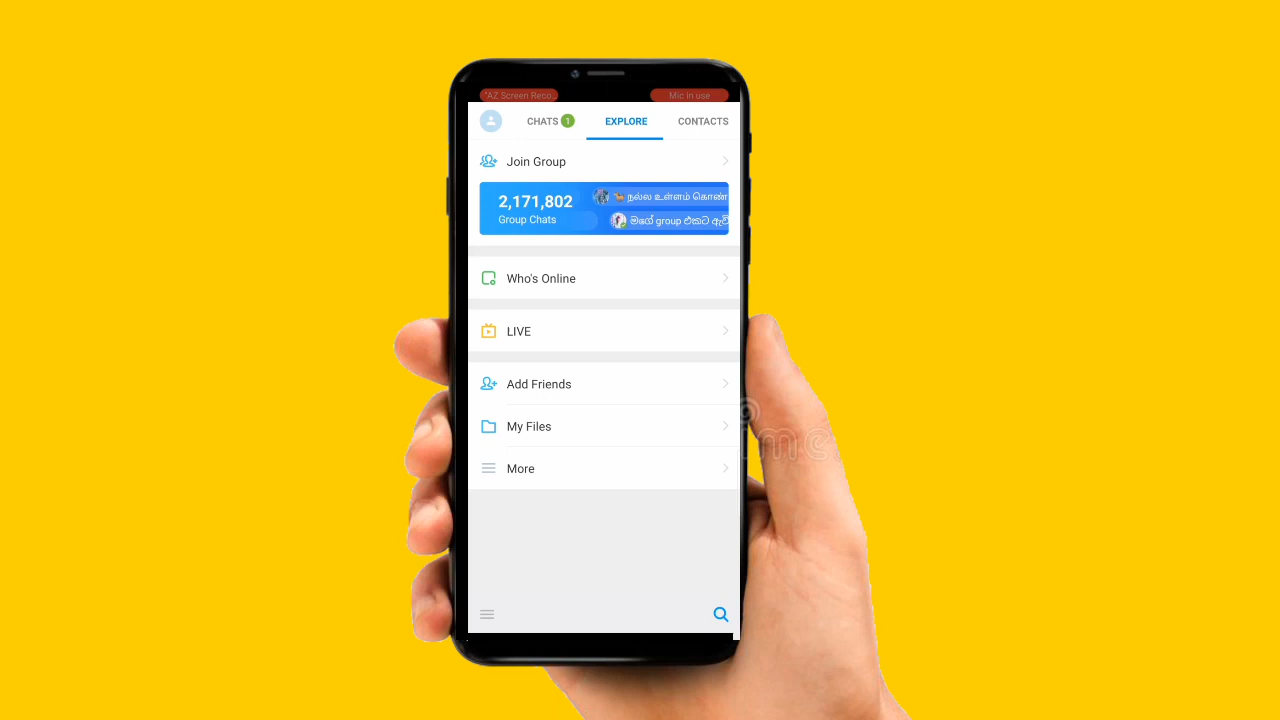 "AZ Screen Reco..
Mic in use
CHATS 1
EXPLORE
CONTACTS
Join Group
2,171,802
Group Chats
நல்ல உள்ளம் கொண்
මගේ group එකට ඇවි
Who's Online
LIVE
Add Friends
My Files
More